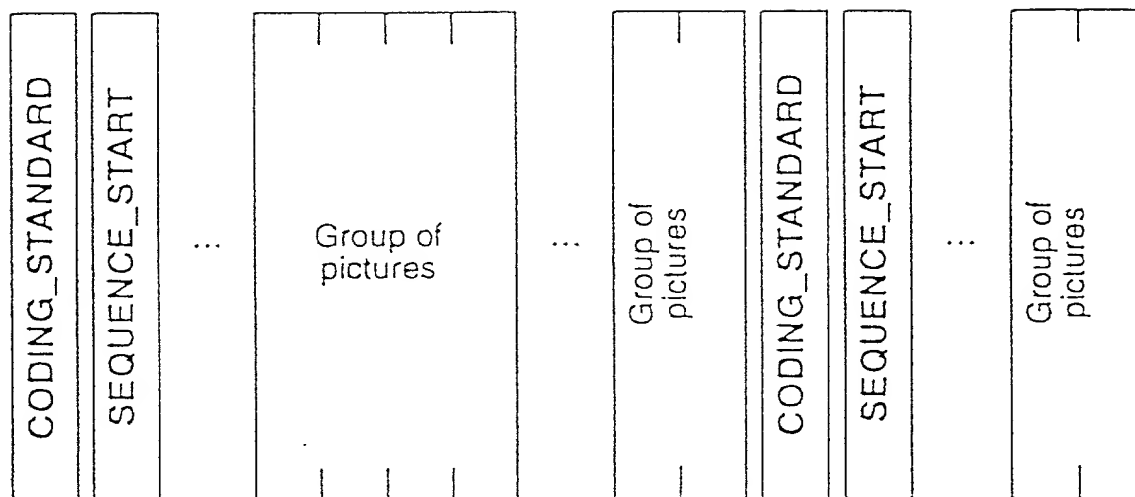 CODING_STANDARD
SEQUENCE_START
...
Group of
pictures
...
Group of
pictures
CODING_STANDARD
SEQUENCE_START
...
Group of
pictures